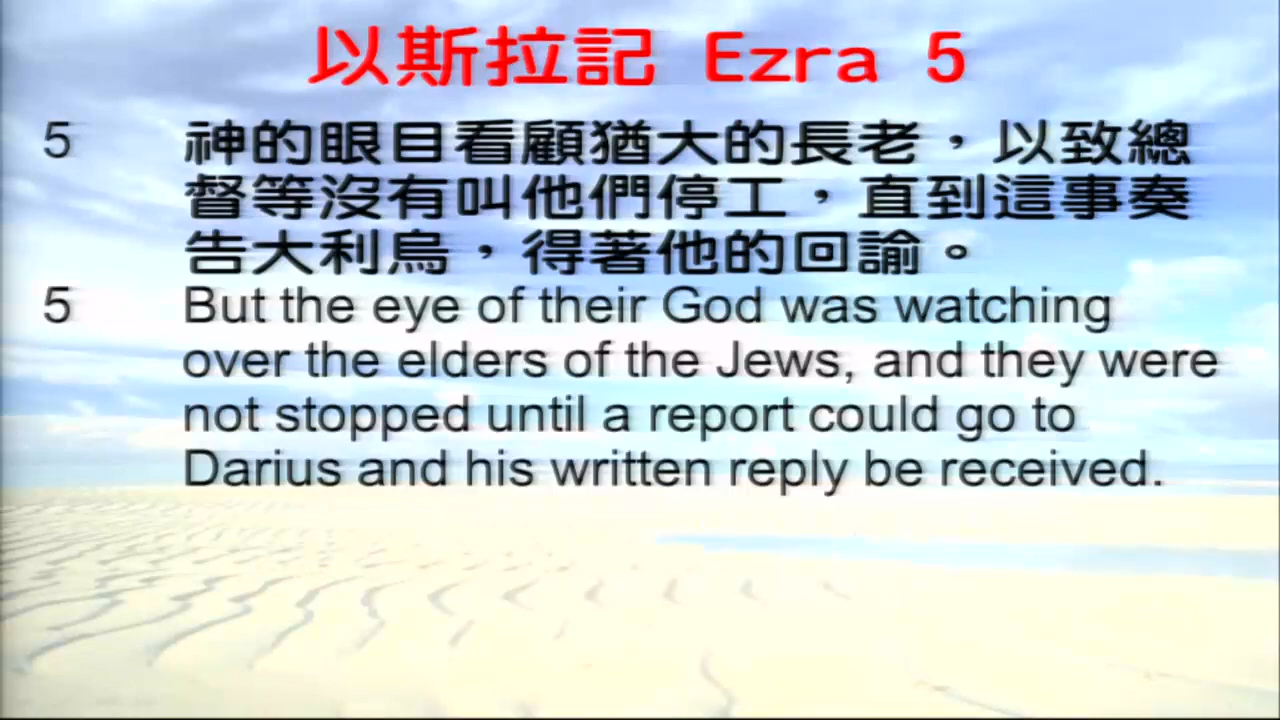 以斯拉記 Ezra 5
5 神的眼目看顧猶大的長老，以致總
督等沒有叫他們停工，直到這事奏
告大利烏，得著他的回諭。
5 But the eye of their God was watching
over the elders of the Jews, and they were
not stopped until a report could go to
Darius and his written reply be received.